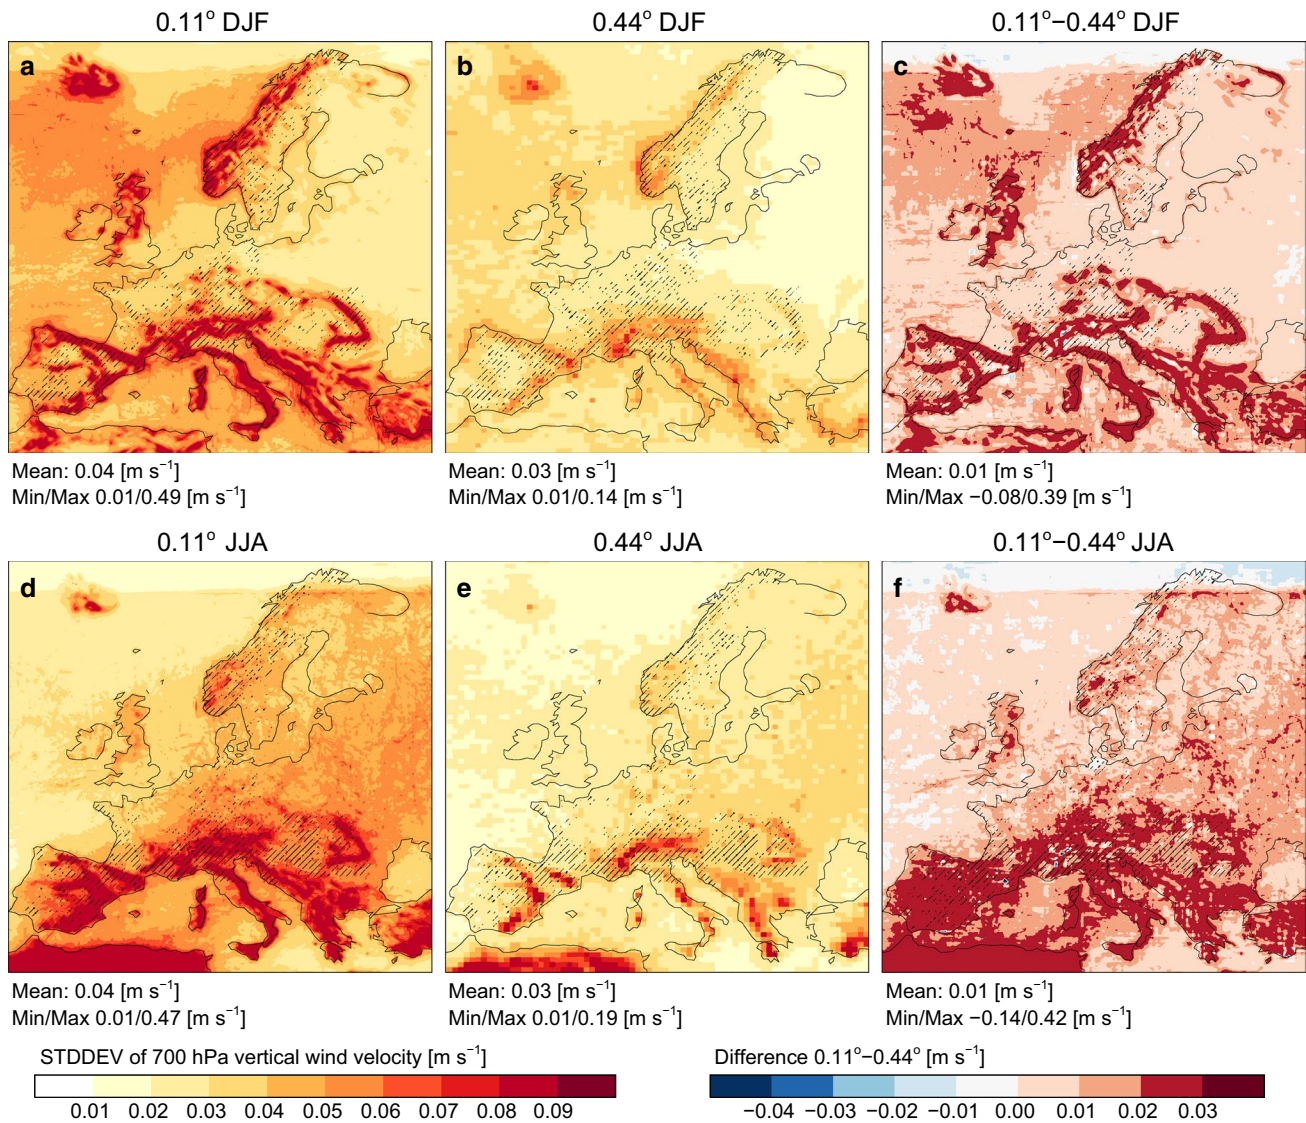 0.11° DJF
0.44° DJF
0.11°−0.44° DJF
a
b
c
Mean: 0.04 [m s⁻¹]
Min/Max 0.01/0.49 [m s⁻¹]
Mean: 0.03 [m s⁻¹]
Min/Max 0.01/0.14 [m s⁻¹]
Mean: 0.01 [m s⁻¹]
Min/Max −0.08/0.39 [m s⁻¹]
0.11° JJA
0.44° JJA
0.11°−0.44° JJA
d
e
f
Mean: 0.04 [m s⁻¹]
Min/Max 0.01/0.47 [m s⁻¹]
Mean: 0.03 [m s⁻¹]
Min/Max 0.01/0.19 [m s⁻¹]
Mean: 0.01 [m s⁻¹]
Min/Max −0.14/0.42 [m s⁻¹]
STDDEV of 700 hPa vertical wind velocity [m s⁻¹]
0.01 0.02 0.03 0.04 0.05 0.06 0.07 0.08 0.09
Difference 0.11°−0.44° [m s⁻¹]
−0.04 −0.03 −0.02 −0.01 0.00 0.01 0.02 0.03